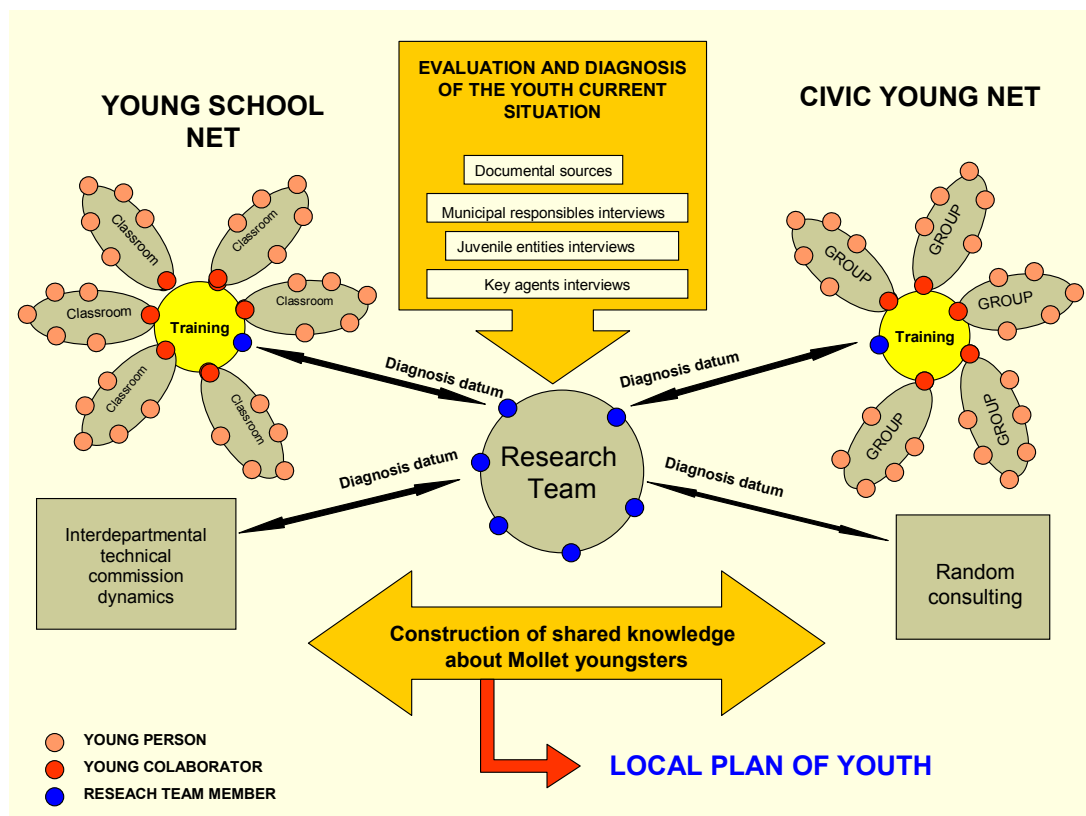 YOUNG SCHOOL
NET
EVALUATION AND DIAGNOSIS
OF THE YOUTH CURRENT
SITUATION
CIVIC YOUNG NET
Documental sources
Municipal responsibles interviews
Juvenile entities interviews
Key agents interviews
Classroom
Classroom
Classroom
Classroom
Classroom
Classroom
Training
GROUP
GROUP
GROUP
GROUP
GROUP
Training
Diagnosis datum
Diagnosis datum
Diagnosis datum
Diagnosis datum
Research
Team
Interdepartmental
technical
commission
dynamics
Random
consulting
Construction of shared knowledge
about Mollet youngsters
LOCAL PLAN OF YOUTH
YOUNG PERSON
YOUNG COLABORATOR
RESEACH TEAM MEMBER